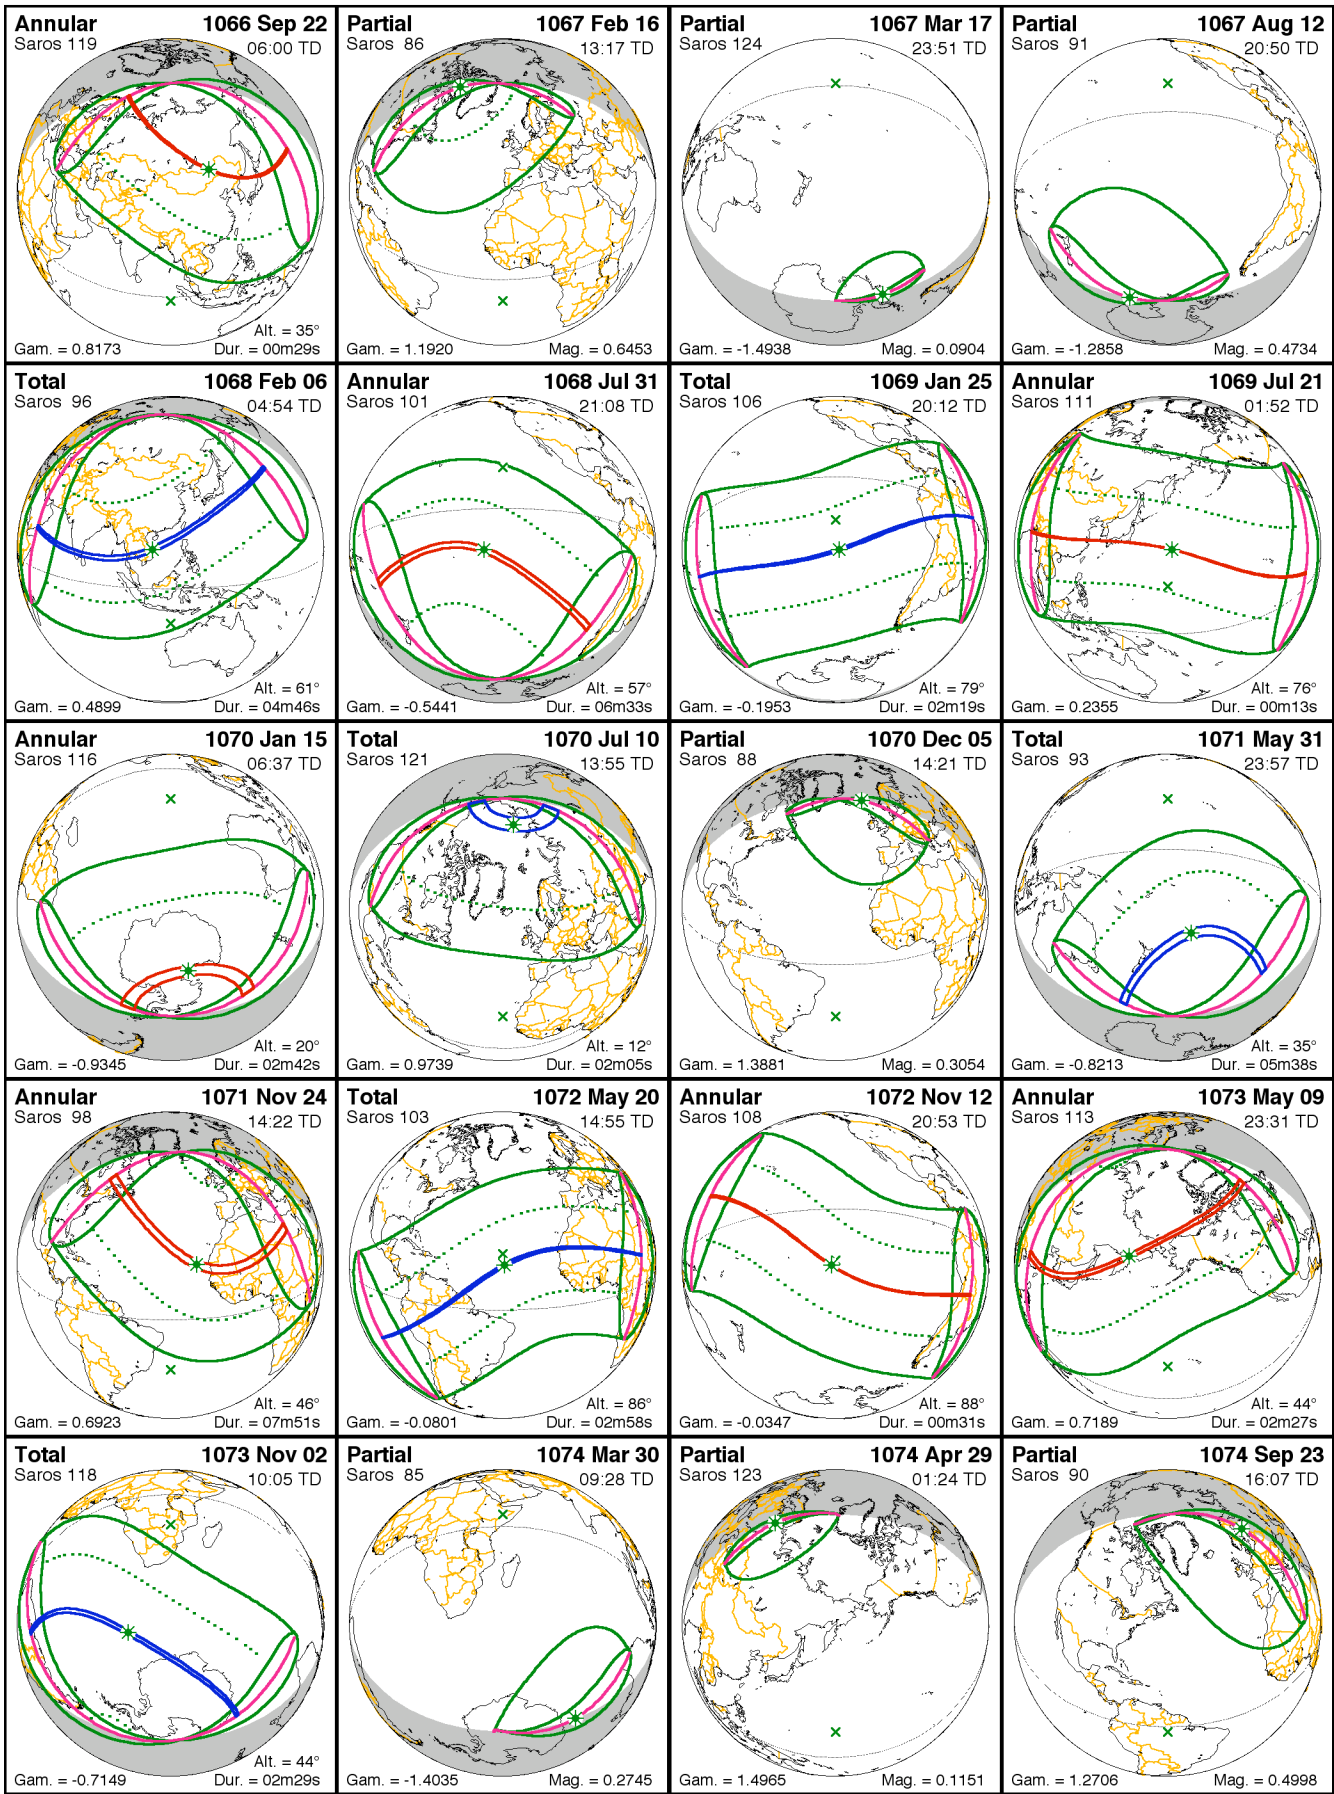 Annular 1066 Sep 22
Saros 119 06:00 TD
Alt. = 35°
Gam. = 0.8173 Dur. = 00m29s
Partial 1067 Feb 16
Saros 86 13:17 TD
Gam. = 1.1920 Mag. = 0.6453
Partial 1067 Mar 17
Saros 124 23:51 TD
Gam. = -1.4938 Mag. = 0.0904
Partial 1067 Aug 12
Saros 91 20:50 TD
Gam. = -1.2858 Mag. = 0.4734
Total 1068 Feb 06
Saros 96 04:54 TD
Alt. = 61°
Gam. = 0.4899 Dur. = 04m46s
Annular 1068 Jul 31
Saros 101 21:08 TD
Alt. = 57°
Gam. = -0.5441 Dur. = 06m33s
Total 1069 Jan 25
Saros 106 20:12 TD
Alt. = 79°
Gam. = -0.1953 Dur. = 02m19s
Annular 1069 Jul 21
Saros 111 01:52 TD
Alt. = 76°
Gam. = 0.2355 Dur. = 00m13s
Annular 1070 Jan 15
Saros 116 06:37 TD
Alt. = 20°
Gam. = -0.9345 Dur. = 02m42s
Total 1070 Jul 10
Saros 121 13:55 TD
Alt. = 12°
Gam. = 0.9739 Dur. = 02m05s
Partial 1070 Dec 05
Saros 88 14:21 TD
Gam. = 1.3881 Mag. = 0.3054
Total 1071 May 31
Saros 93 23:57 TD
Alt. = 35°
Gam. = -0.8213 Dur. = 05m38s
Annular 1071 Nov 24
Saros 98 14:22 TD
Alt. = 46°
Gam. = 0.6923 Dur. = 07m51s
Total 1072 May 20
Saros 103 14:55 TD
Alt. = 86°
Gam. = -0.0801 Dur. = 02m58s
Annular 1072 Nov 12
Saros 108 20:53 TD
Alt. = 88°
Gam. = -0.0347 Dur. = 00m31s
Annular 1073 May 09
Saros 113 23:31 TD
Alt. = 44°
Gam. = 0.7189 Dur. = 02m27s
Total 1073 Nov 02
Saros 118 10:05 TD
Alt. = 44°
Gam. = -0.7149 Dur. = 02m29s
Partial 1074 Mar 30
Saros 85 09:28 TD
Gam. = -1.4035 Mag. = 0.2745
Partial 1074 Apr 29
Saros 123 01:24 TD
Gam. = 1.4965 Mag. = 0.1151
Partial 1074 Sep 23
Saros 90 16:07 TD
Gam. = 1.2706 Mag. = 0.4998